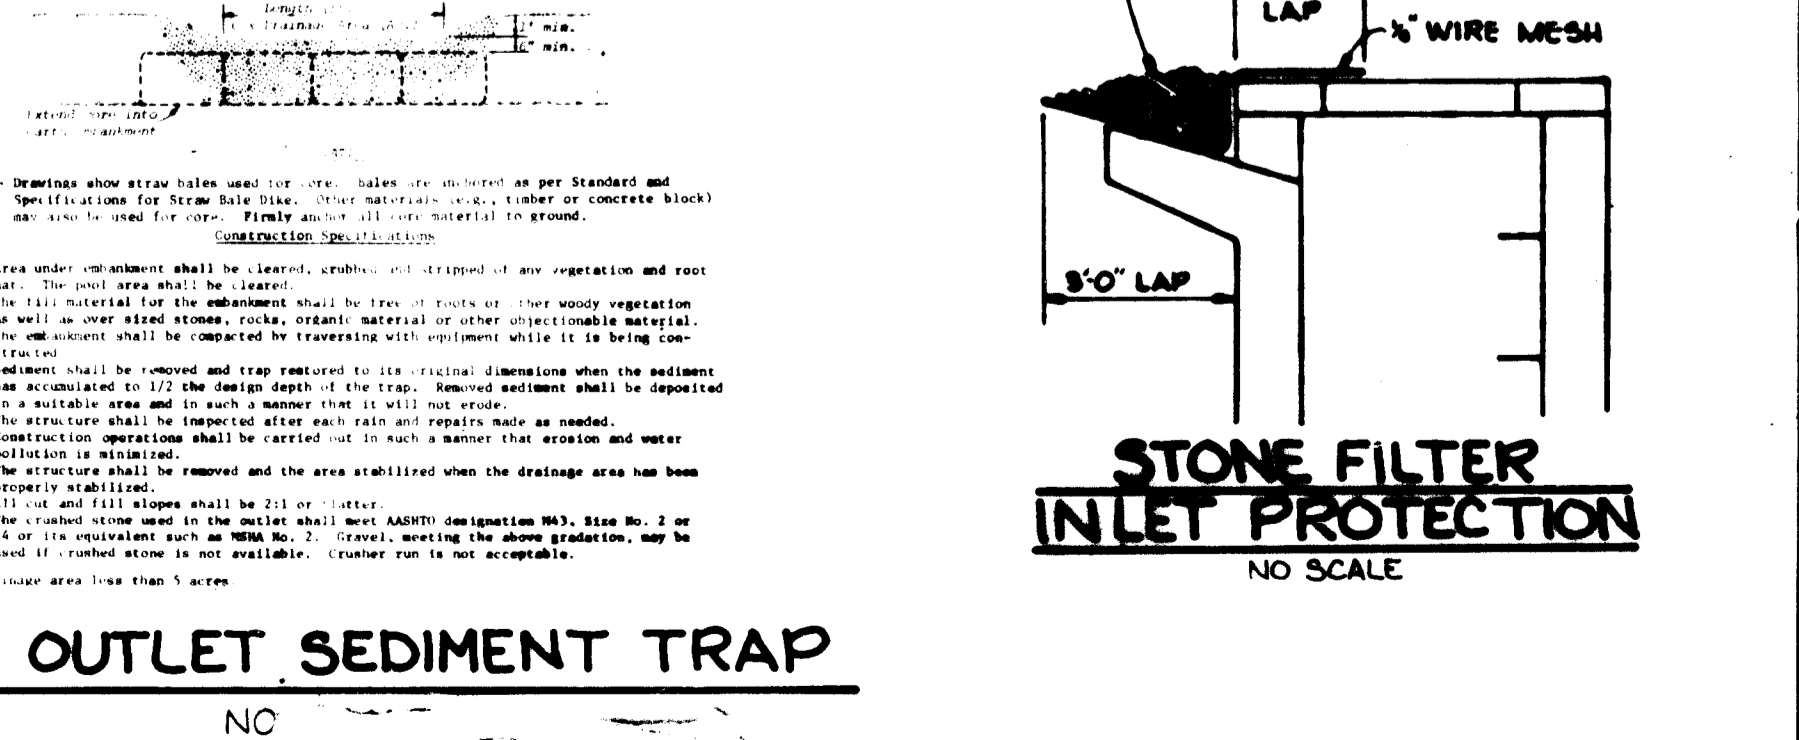 Length
Drainage Area
1' min.
6" min.
Extend core into
embankment
Drawings show straw bales used for core. bales are anchored as per Standard and
Specifications for Straw Bale Dike. Other materials (e.g., timber or concrete block)
may also be used for core. Firmly anchor all core material to ground.
Construction Specifications
rea under embankment shall be cleared, grubbed and stripped of any vegetation and root
at. The pool area shall be cleared.
he fill material for the embankment shall be free of roots or other woody vegetation
s well as over sized stones, rocks, organic material or other objectionable material.
he embankment shall be compacted by traversing with equipment while it is being con-
tructed
ediment shall be removed and trap restored to its original dimensions when the sediment
as accumulated to 1/2 the design depth of the trap. Removed sediment shall be deposited
n a suitable area and in such a manner that it will not erode.
he structure shall be inspected after each rain and repairs made as needed.
onstruction operations shall be carried out in such a manner that erosion and water
ollution is minimized.
he structure shall be removed and the area stabilized when the drainage area has been
roperly stabilized.
ll cut and fill slopes shall be 2:1 or flatter.
he crushed stone used in the outlet shall meet AASHTO designation M43, Size No. 2 or
4 or its equivalent such as MSHA No. 2. Gravel, meeting the above gradation, may be
sed if crushed stone is not available. Crusher run is not acceptable.
inage area less than 5 acres
OUTLET SEDIMENT TRAP
NO
LAP
WIRE MESH
3'-0" LAP
STONE FILTER
INLET PROTECTION
NO SCALE